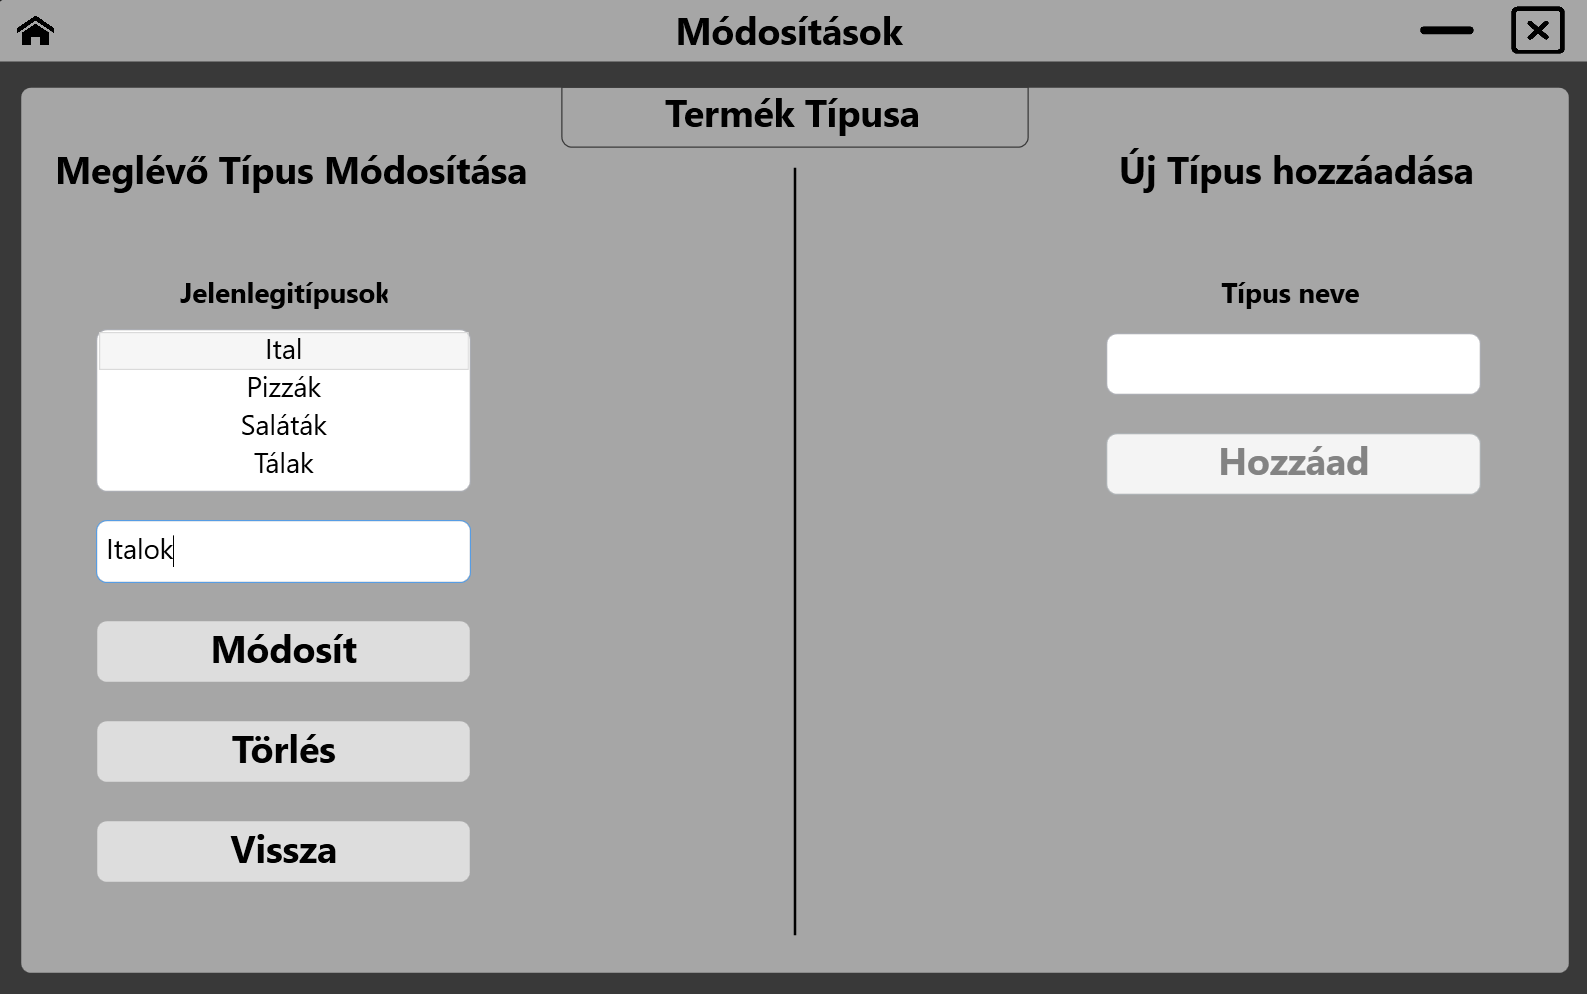 Módosítások
Termék Típusa
Meglévő Típus Módosítása
Jelenlegitípusok
Ital
Pizzák
Saláták
Tálak
Italok
Módosít
Törlés
Vissza
Új Típus hozzáadása
Típus neve
Hozzáad